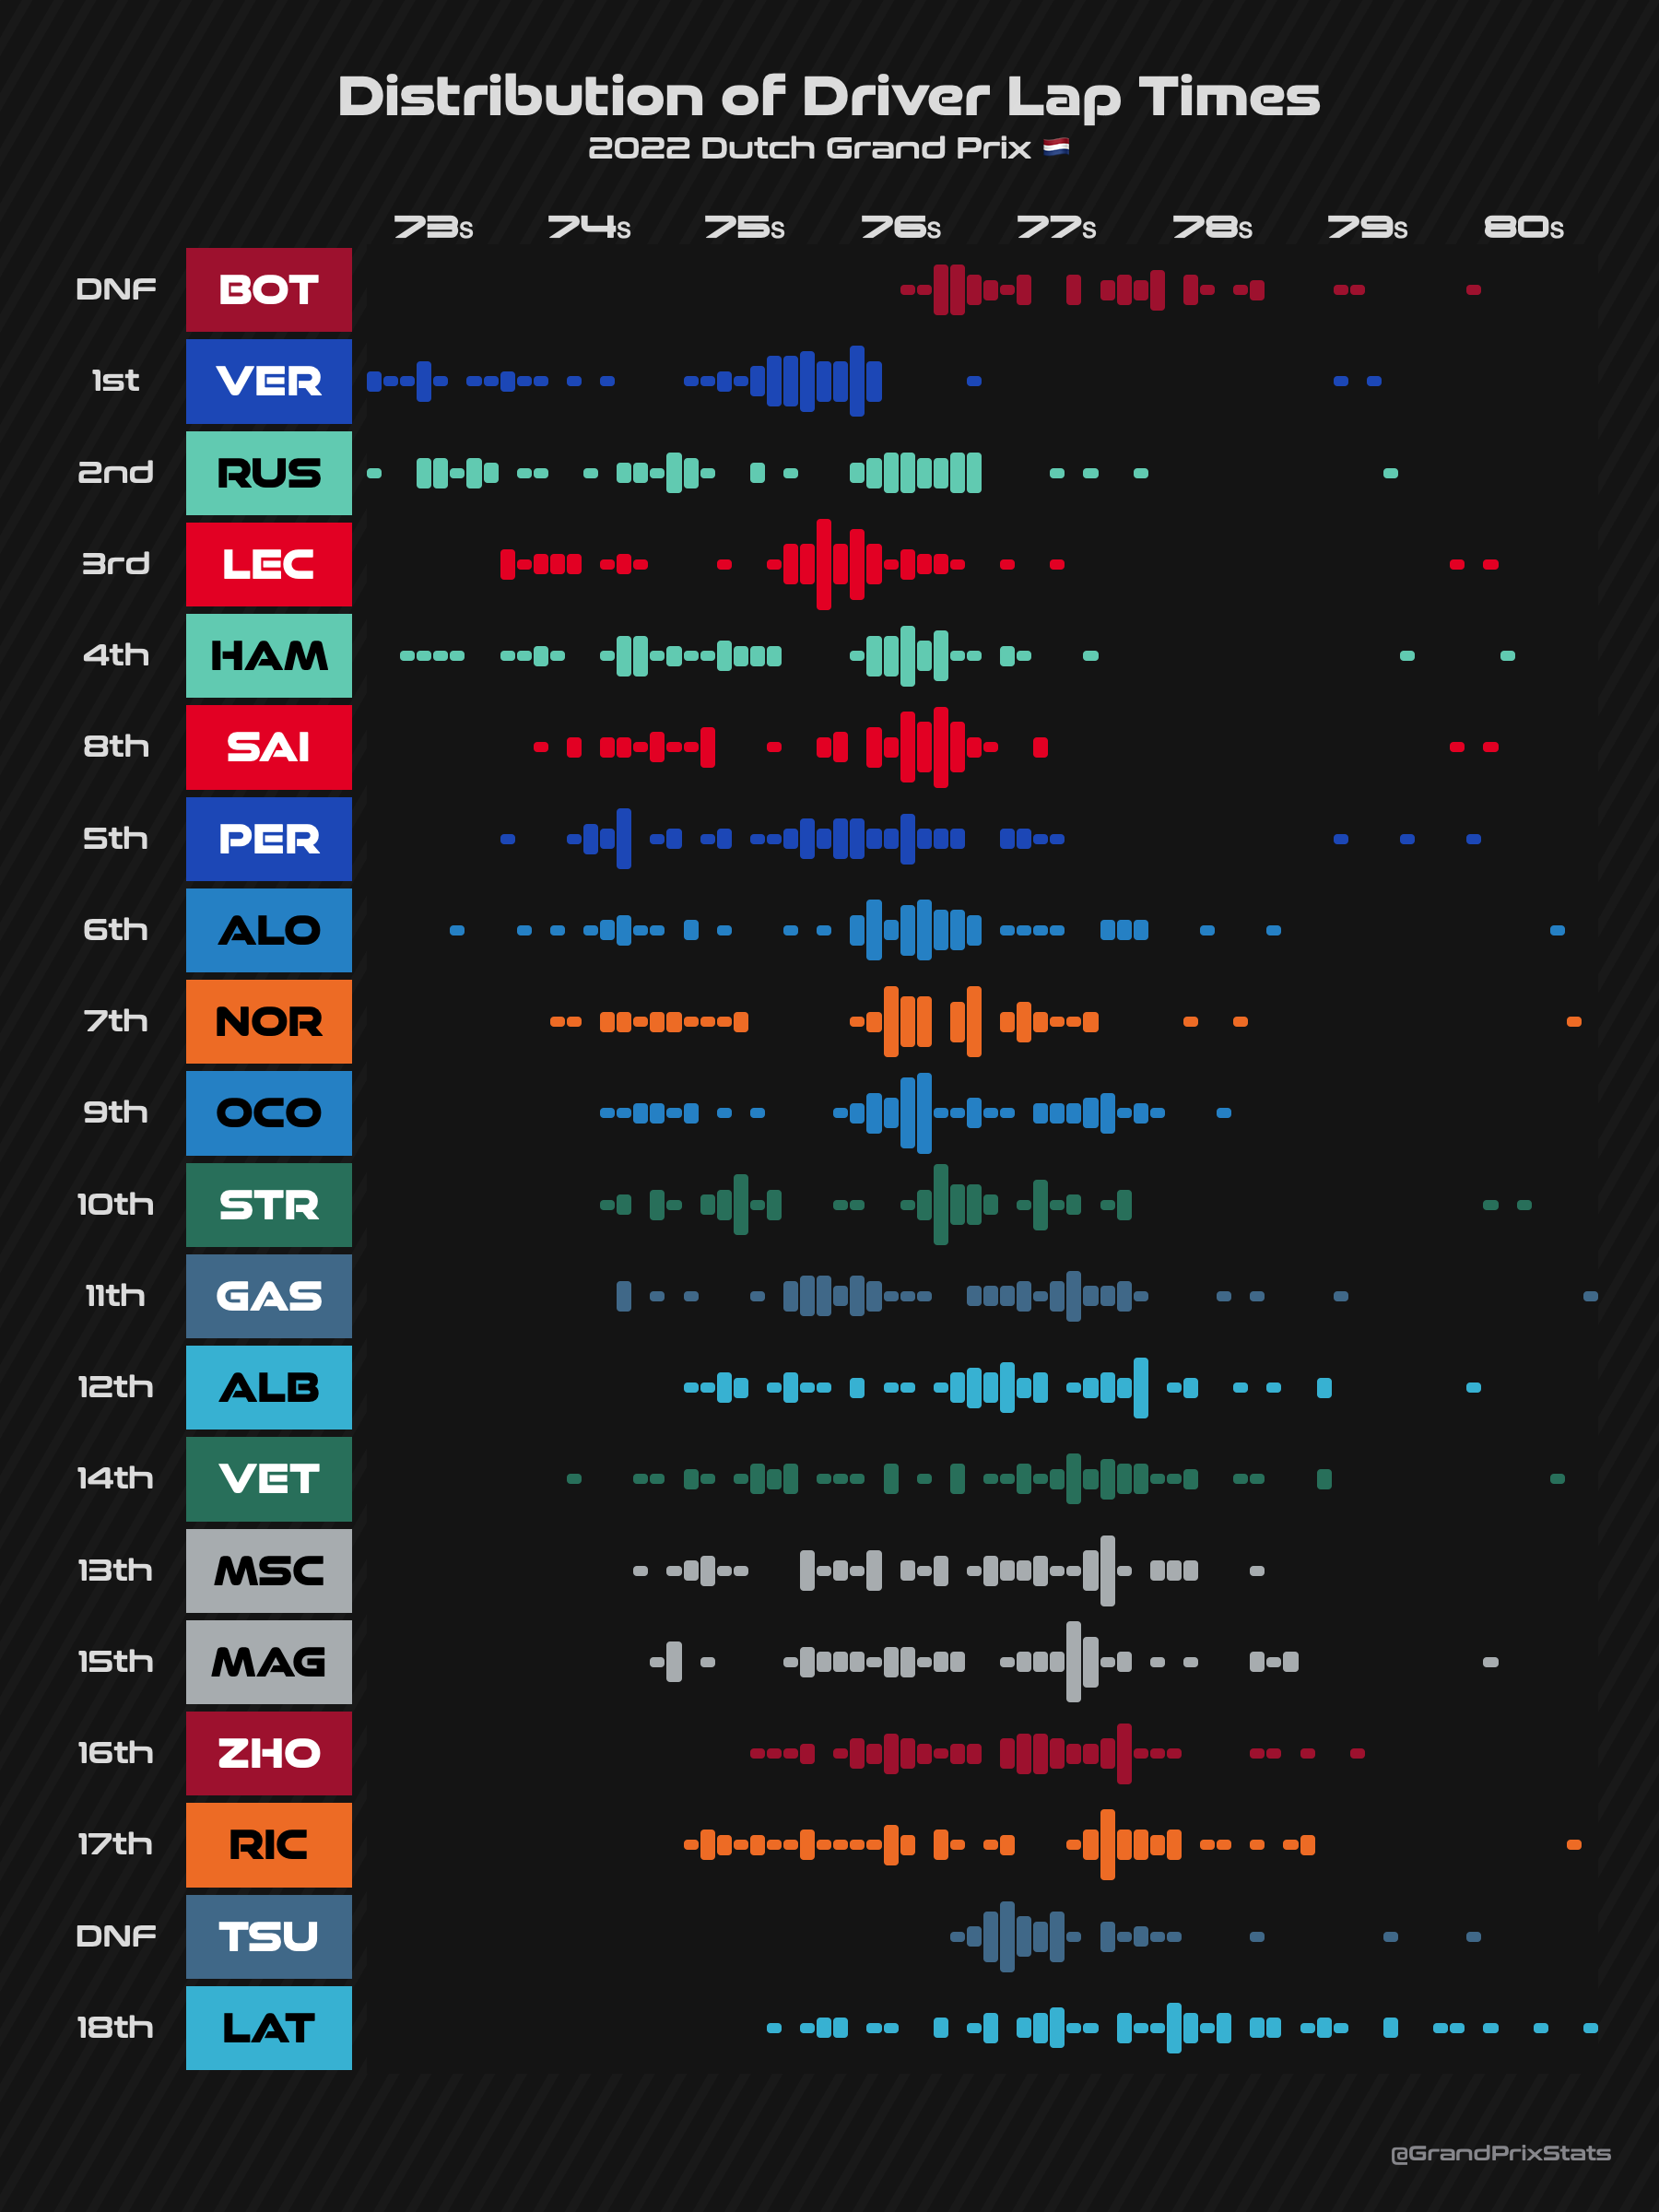 Distribution of Driver Lap Times
2022 Dutch Grand Prix 🇳🇱
73s 74s 75s 76s 77s 78s 79s 80s
DNF BOT
1st VER
2nd RUS
3rd LEC
4th HAM
8th SAI
5th PER
6th ALO
7th NOR
9th OCO
10th STR
11th GAS
12th ALB
14th VET
13th MSC
15th MAG
16th ZHO
17th RIC
DNF TSU
18th LAT
@GrandPrixStats